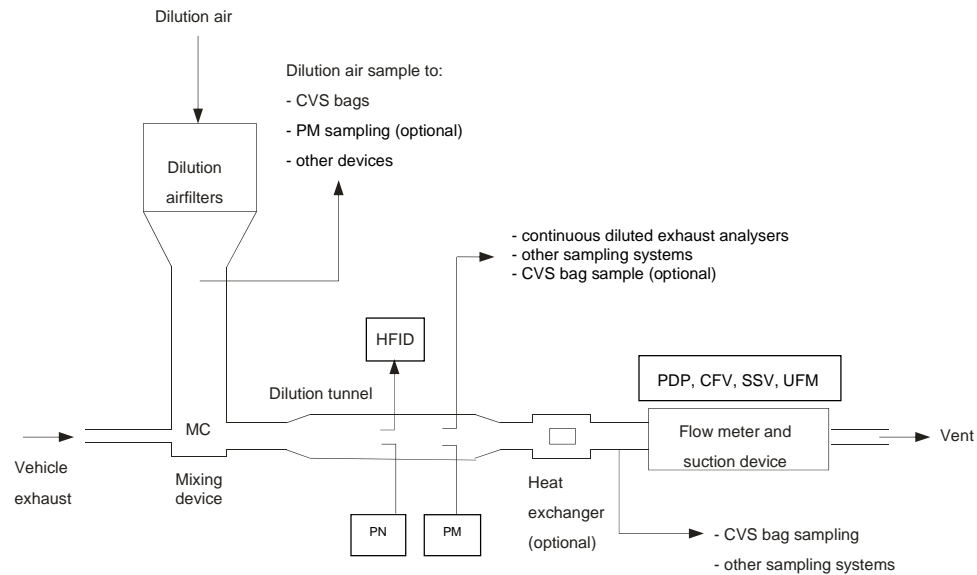 Dilution air
Dilution air sample to:
- CVS bags
- PM sampling (optional)
- other devices
Dilution
airfilters
- continuous diluted exhaust analysers
- other sampling systems
- CVS bag sample (optional)
HFID
PDP, CFV, SSV, UFM
Dilution tunnel
MC
Flow meter and
suction device
Vent
Vehicle
exhaust
Mixing
device
Heat
exchanger
(optional)
PN
PM
- CVS bag sampling
- other sampling systems